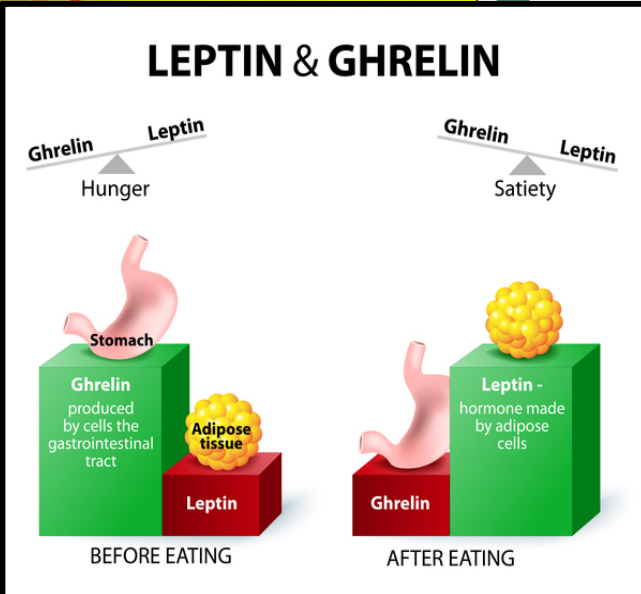 LEPTIN & GHRELIN
Ghrelin
Leptin
Hunger
Ghrelin
Leptin
Satiety
Stomach
Ghrelin
produced
by cells the
gastrointestinal
tract
Adipose
tissue
Leptin
BEFORE EATING
Leptin -
hormone made
by adipose
cells
Ghrelin
AFTER EATING